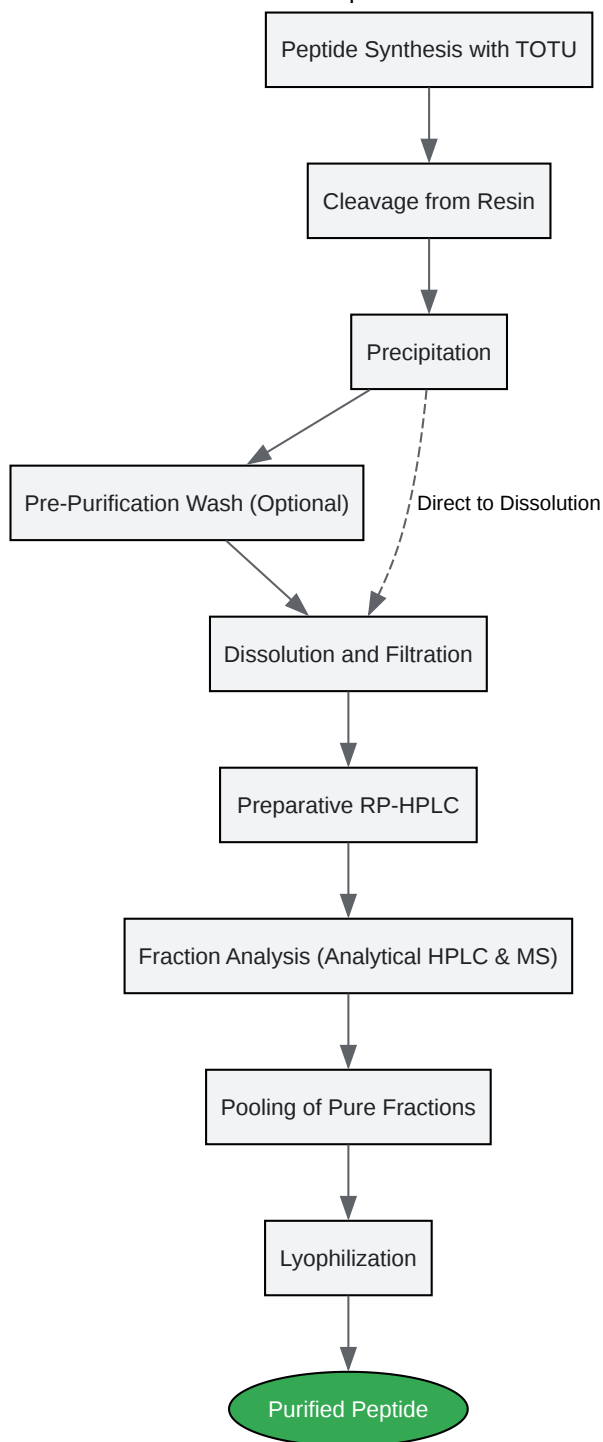 Peptide Synthesis with TOTU
Cleavage from Resin
Precipitation
Pre-Purification Wash (Optional)
Direct to Dissolution
Dissolution and Filtration
Preparative RP-HPLC
Fraction Analysis (Analytical HPLC & MS)
Pooling of Pure Fractions
Lyophilization
Purified Peptide